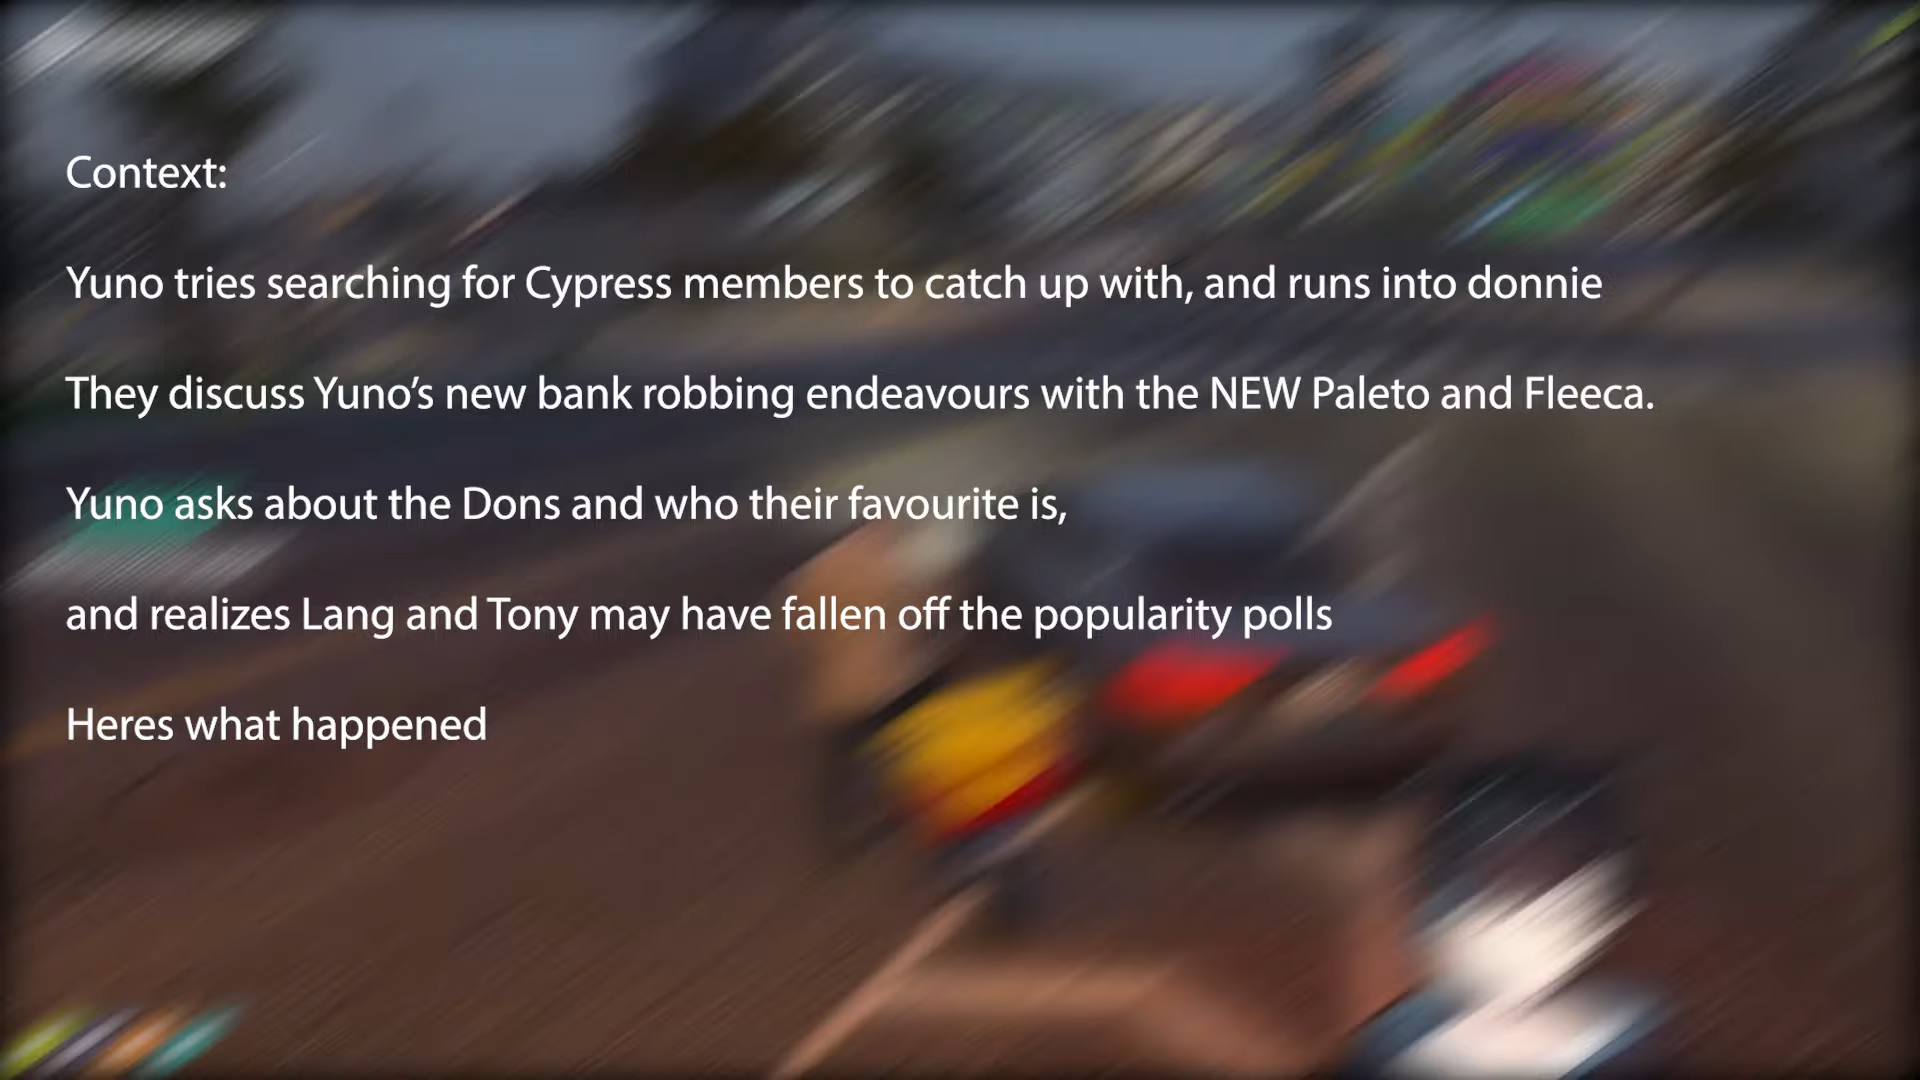 Context:
Yuno tries searching for Cypress members to catch up with, and runs into donnie
They discuss Yuno’s new bank robbing endeavours with the NEW Paleto and Fleeca.
Yuno asks about the Dons and who their favourite is,
and realizes Lang and Tony may have fallen off the popularity polls
Heres what happened